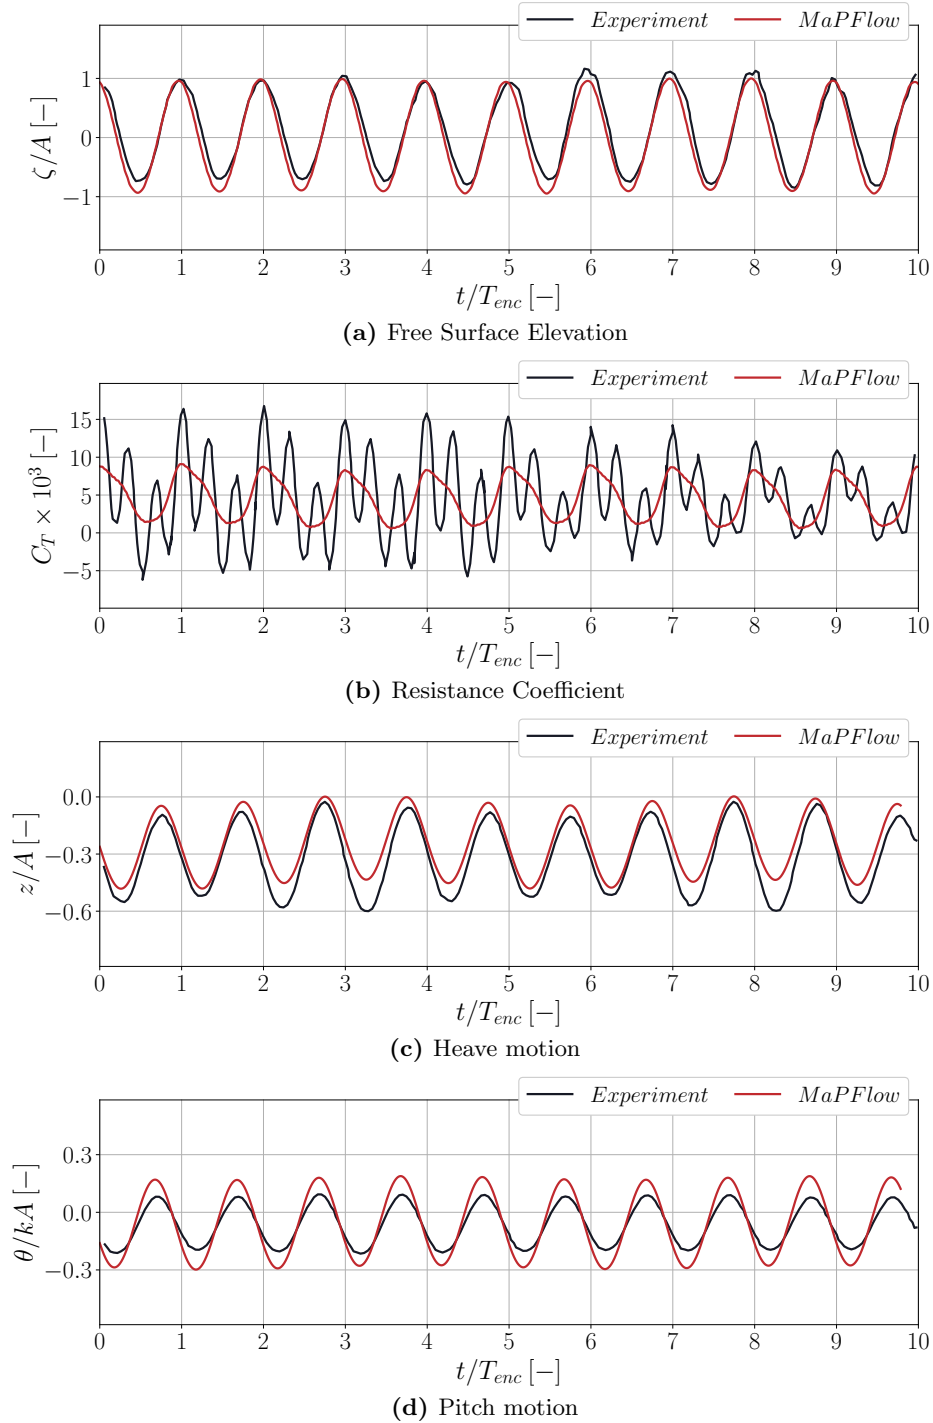 Experiment MaPFlow
1
0
−1
ζ/A [−]
0 1 2 3 4 5 6 7 8 9 10
t/T_enc [−]
(a) Free Surface Elevation
Experiment MaPFlow
15
10
5
0
−5
C_T × 10³ [−]
0 1 2 3 4 5 6 7 8 9 10
t/T_enc [−]
(b) Resistance Coefficient
Experiment MaPFlow
0.0
−0.3
−0.6
z/A [−]
0 1 2 3 4 5 6 7 8 9 10
t/T_enc [−]
(c) Heave motion
Experiment MaPFlow
0.3
0.0
−0.3
θ/kA [−]
0 1 2 3 4 5 6 7 8 9 10
t/T_enc [−]
(d) Pitch motion